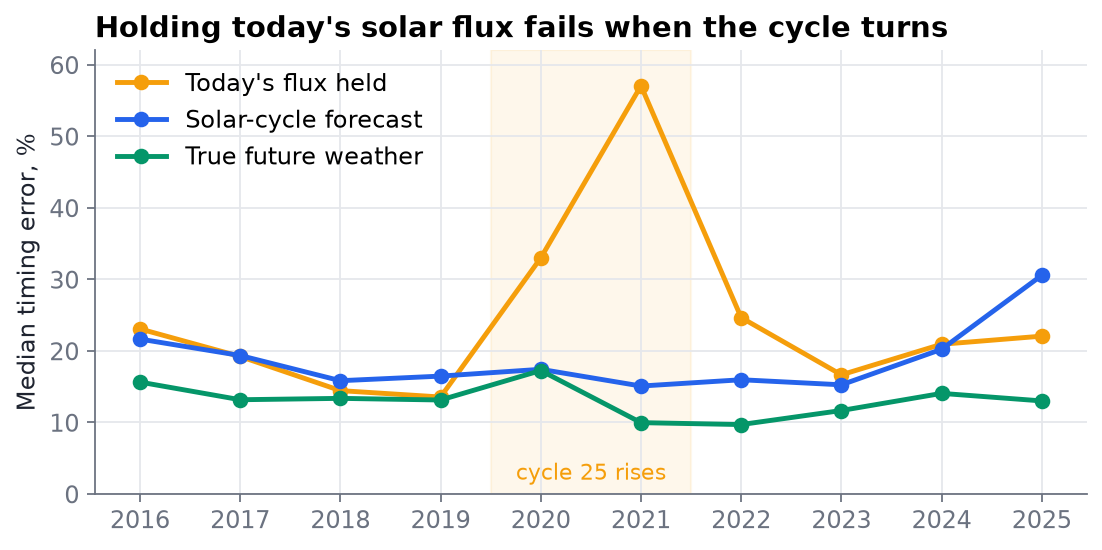 Holding today's solar flux fails when the cycle turns
Median timing error, %
60
50
40
30
20
10
0
Today's flux held
Solar-cycle forecast
True future weather
cycle 25 rises
2016 2017 2018 2019 2020 2021 2022 2023 2024 2025